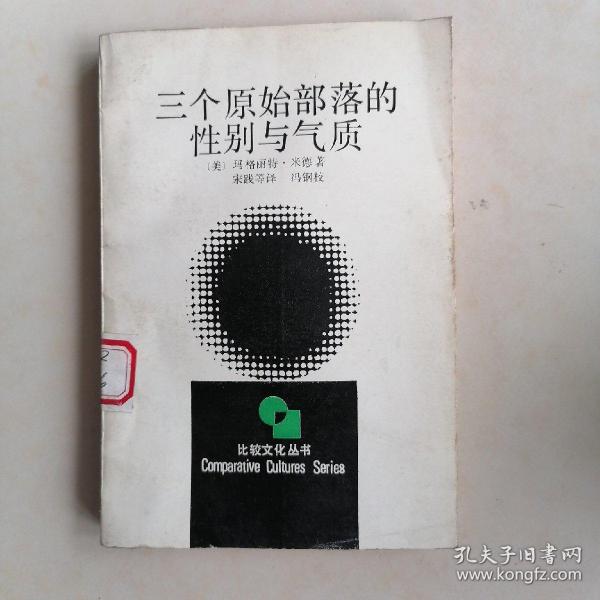 三个原始部落的
性别与气质
〔美〕玛格丽特·米德著
宋践等译 冯钢校
比较文化丛书
Comparative Cultures Series
孔夫子旧书网
www.kongfz.com